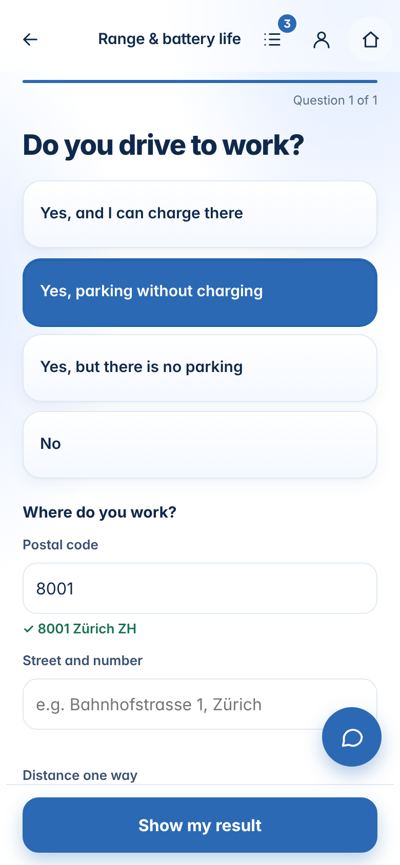 Range & battery life
3
Question 1 of 1
Do you drive to work?
Yes, and I can charge there
Yes, parking without charging
Yes, but there is no parking
No
Where do you work?
Postal code
8001
✓ 8001 Zürich ZH
Street and number
e.g. Bahnhofstrasse 1, Zürich
Distance one way
Show my result